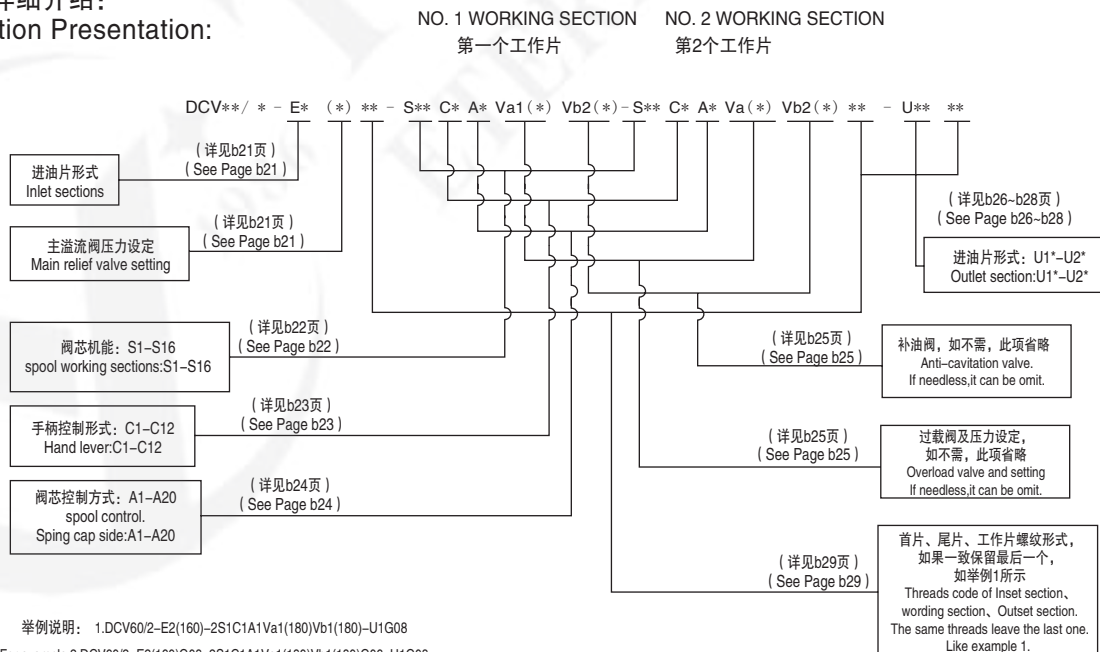 详细介绍：
tion Presentation:
NO. 1 WORKING SECTION NO. 2 WORKING SECTION
第一个工作片 第2个工作片
DCV**/ * - E* (*) ** - S** C* A* Va1(*) Vb2(*)- S** C* A* Va(*) Vb2(*) ** - U** **
进油片形式
Inlet sections
(详见b21页)
(See Page b21)
主溢流阀压力设定
Main relief valve setting
(详见b21页)
(See Page b21)
阀芯机能：S1-S16
spool working sections:S1-S16
(详见b22页)
(See Page b22)
手柄控制形式：C1-C12
Hand lever:C1-C12
(详见b23页)
(See Page b23)
阀芯控制方式：A1-A20
spool control.
Sping cap side:A1-A20
(详见b24页)
(See Page b24)
(详见b26~b28页)
(See Page b26~b28)
进油片形式：U1*-U2*
Outlet section:U1*-U2*
(详见b25页)
(See Page b25)
补油阀，如不需，此项省略
Anti-cavitation valve.
If needless,it can be omit.
(详见b25页)
(See Page b25)
过载阀及压力设定，
如不需，此项省略
Overload valve and setting
If needless,it can be omit.
(详见b29页)
(See Page b29)
首片、尾片、工作片螺纹形式，
如果一致保留最后一个，
如举例1所示
Threads code of Inset section、
wording section、Outset section.
The same threads leave the last one.
Like example 1.
举例说明： 1.DCV60/2-E2(160)-2S1C1A1Va1(180)Vb1(180)-U1G08